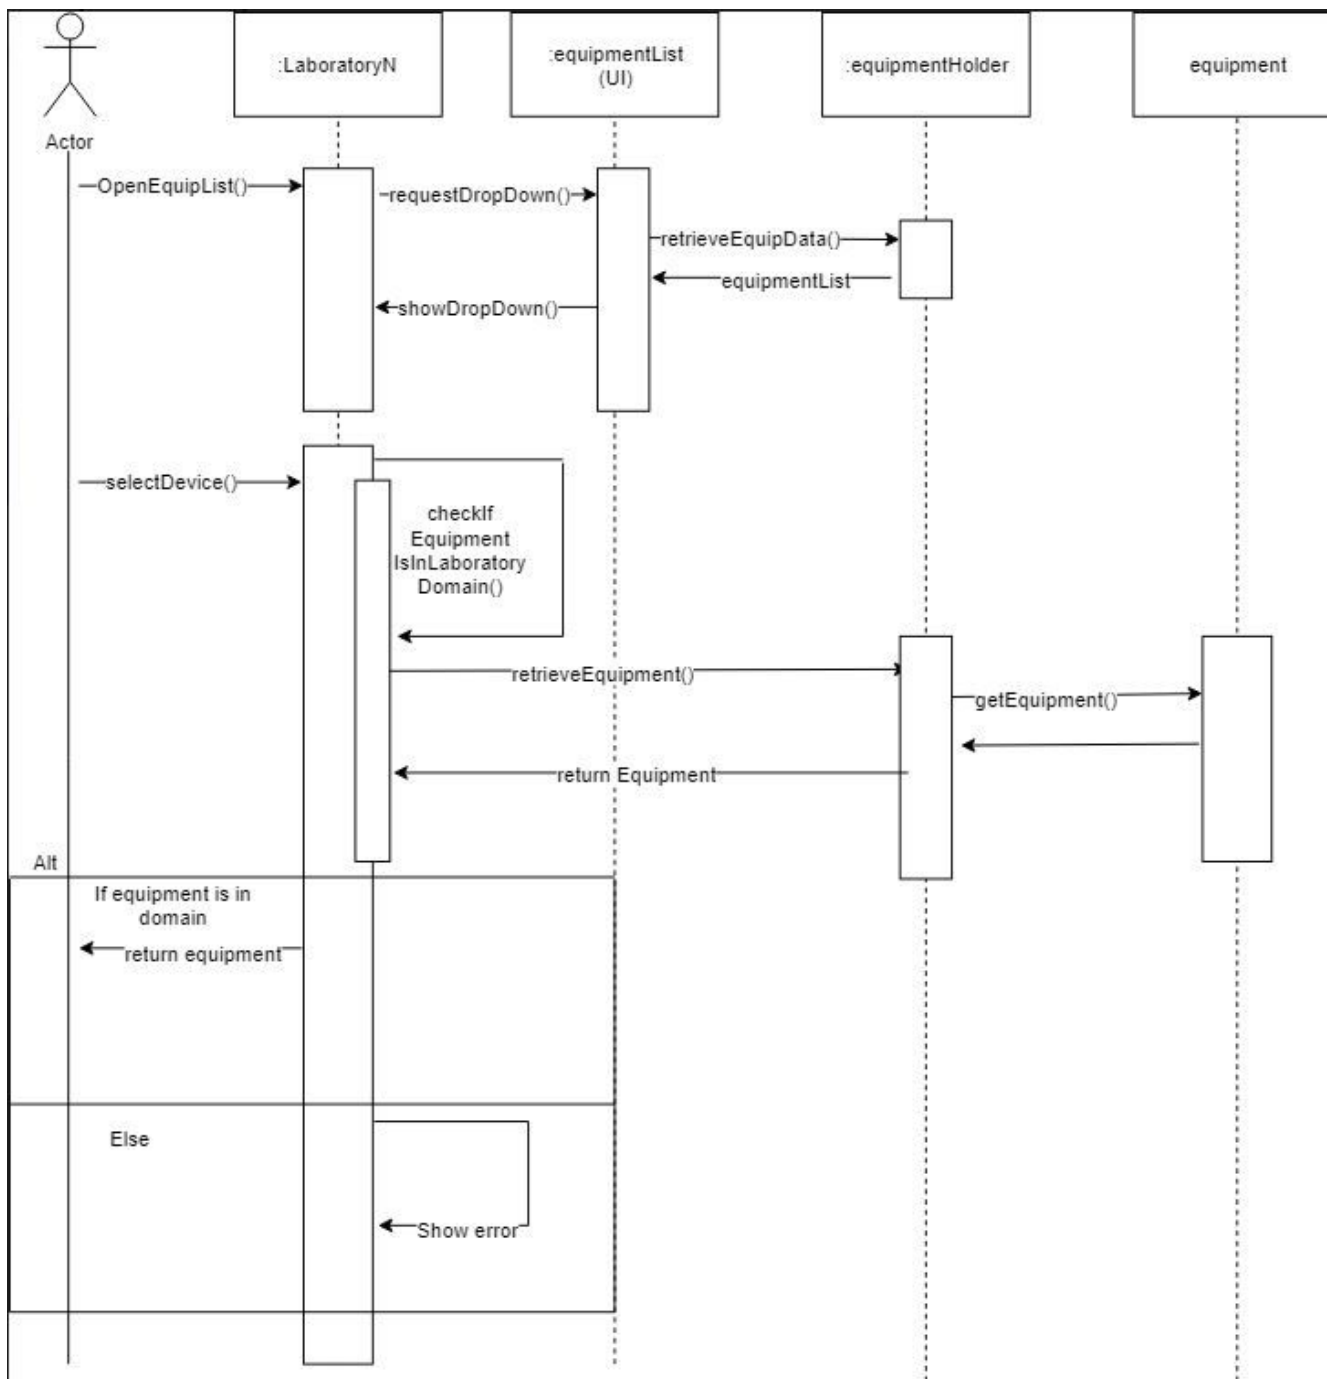 Actor
:LaboratoryN
:equipmentList
(UI)
:equipmentHolder
equipment
OpenEquipList()
requestDropDown()
retrieveEquipData()
equipmentList
showDropDown()
selectDevice()
checkIf
Equipment
IsInLaboratory
Domain()
retrieveEquipment()
getEquipment()
return Equipment
Alt
If equipment is in
domain
return equipment
Else
Show error